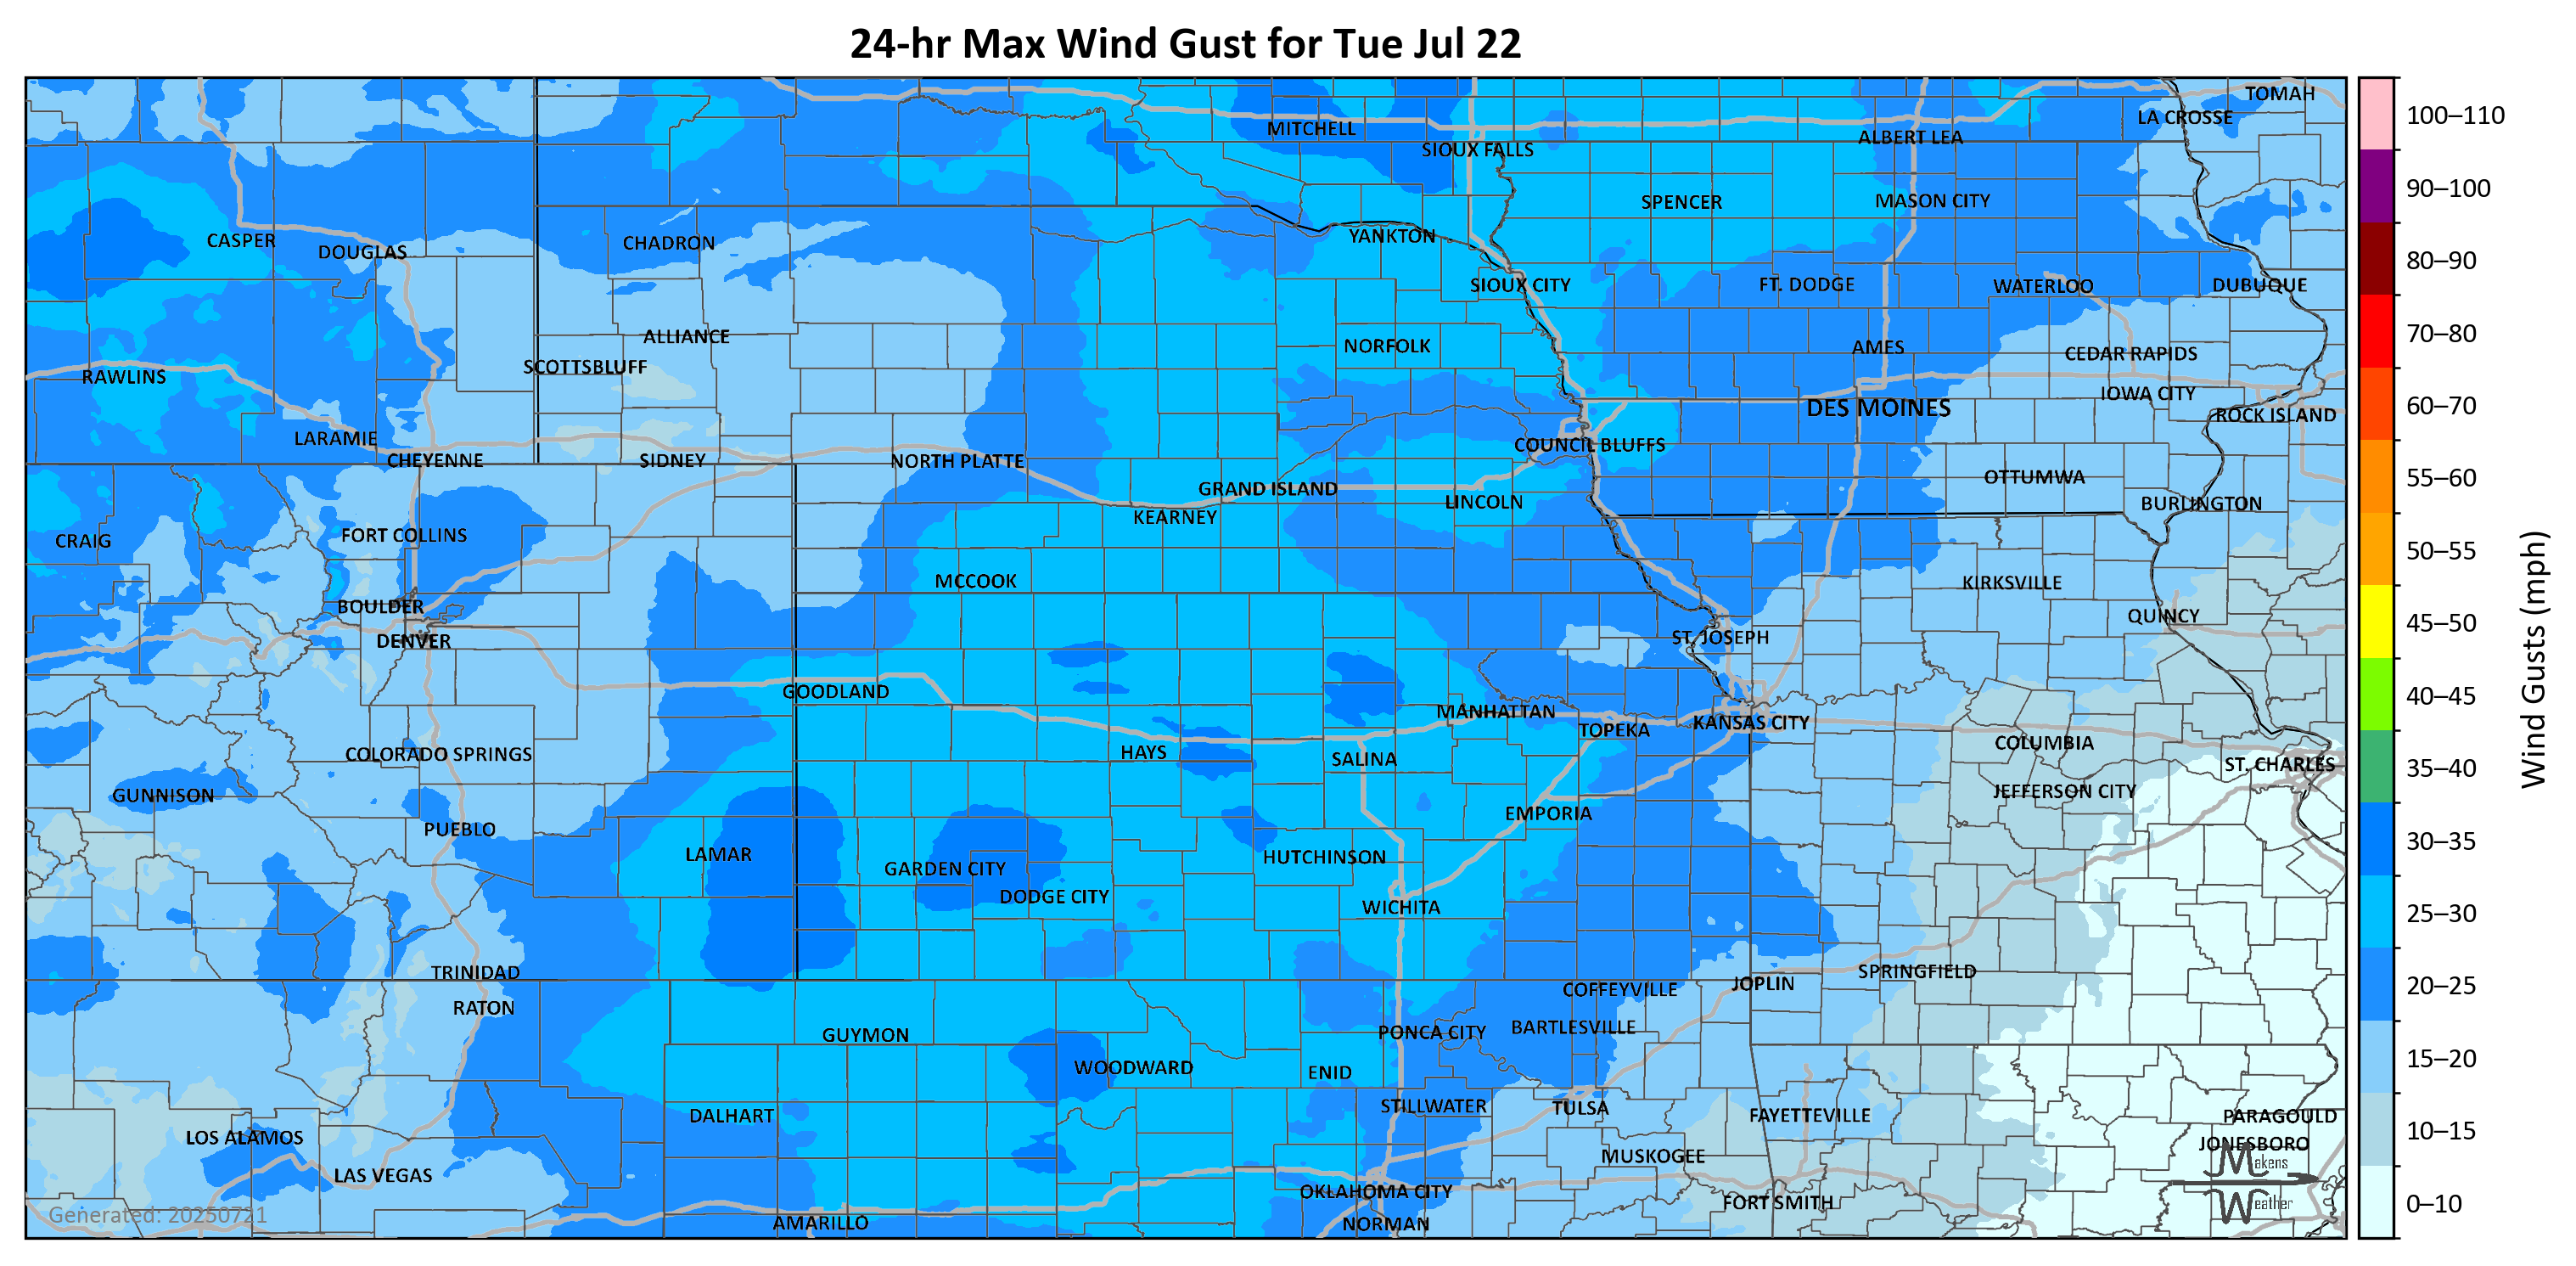 24-hr Max Wind Gust for Tue Jul 22
TOMAH
LA CROSSE
MITCHELL
ALBERT LEA
SIOUX FALLS
SPENCER
MASON CITY
CASPER
DOUGLAS
CHADRON
YANKTON
SIOUX CITY
FT. DODGE
WATERLOO
DUBUQUE
ALLIANCE
NORFOLK
AMES
CEDAR RAPIDS
SCOTTSBLUFF
RAWLINS
IOWA CITY
DES MOINES
ROCK ISLAND
LARAMIE
COUNCIL BLUFFS
CHEYENNE
SIDNEY
NORTH PLATTE
OTTUMWA
GRAND ISLAND
LINCOLN
BURLINGTON
KEARNEY
FORT COLLINS
CRAIG
MCCOOK
KIRKSVILLE
BOULDER
QUINCY
DENVER
ST. JOSEPH
GOODLAND
MANHATTAN
KANSAS CITY
TOPEKA
COLUMBIA
COLORADO SPRINGS
HAYS
SALINA
ST. CHARLES
GUNNISON
JEFFERSON CITY
EMPORIA
PUEBLO
LAMAR
HUTCHINSON
GARDEN CITY
DODGE CITY
WICHITA
TRINIDAD
SPRINGFIELD
JOPLIN
COFFEYVILLE
RATON
BARTLESVILLE
PONCA CITY
GUYMON
WOODWARD
ENID
STILLWATER
TULSA
DALHART
FAYETTEVILLE
PARAGOULD
LOS ALAMOS
JONESBORO
MUSKOGEE
LAS VEGAS
OKLAHOMA CITY
FORT SMITH
AMARILLO
NORMAN
Makens
Weather
Generated: 20250721
100–110
90–100
80–90
70–80
60–70
55–60
50–55
45–50
40–45
35–40
30–35
25–30
20–25
15–20
10–15
0–10
Wind Gusts (mph)